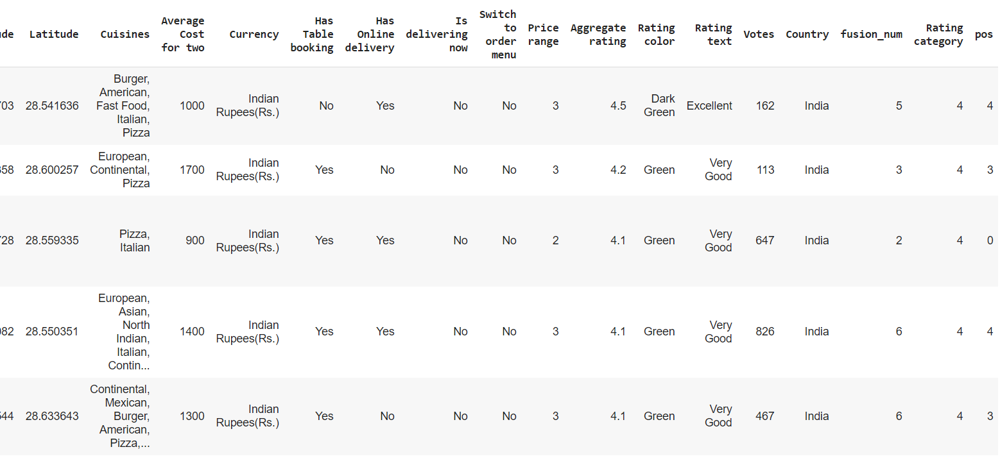 ude Latitude Cuisines Average Cost for two Currency Has Table booking Has Online delivery Is delivering now Switch to order menu Price range Aggregate rating Rating color Rating text Votes Country fusion_num Rating category pos
703 28.541636 Burger, American, Fast Food, Italian, Pizza 1000 Indian Rupees(Rs.) No Yes No No 3 4.5 Dark Green Excellent 162 India 5 4 4
358 28.600257 European, Continental, Pizza 1700 Indian Rupees(Rs.) Yes No No No 3 4.2 Green Very Good 113 India 3 4 3
728 28.559335 Pizza, Italian 900 Indian Rupees(Rs.) Yes Yes No No 2 4.1 Green Very Good 647 India 2 4 0
82 28.550351 European, Asian, North Indian, Italian, Contin... 1400 Indian Rupees(Rs.) Yes Yes No No 3 4.1 Green Very Good 826 India 6 4 4
44 28.633643 Continental, Mexican, Burger, American, Pizza,... 1300 Indian Rupees(Rs.) Yes No No No 3 4.1 Green Very Good 467 India 6 4 3